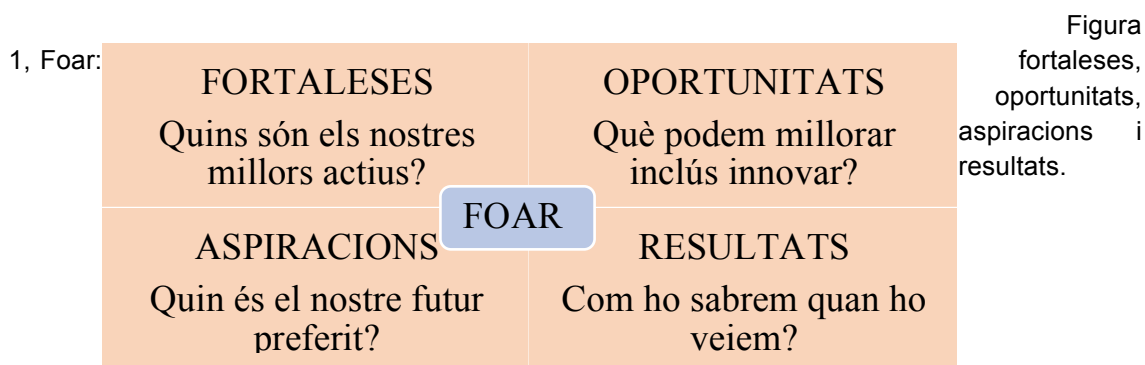 Figura
1, Foar:
fortaleses,
oportunitats,
aspiracions i
resultats.
FORTALESES
Quins són els nostres
millors actius?
OPORTUNITATS
Què podem millorar
inclús innovar?
FOAR
ASPIRACIONS
Quin és el nostre futur
preferit?
RESULTATS
Com ho sabrem quan ho
veiem?